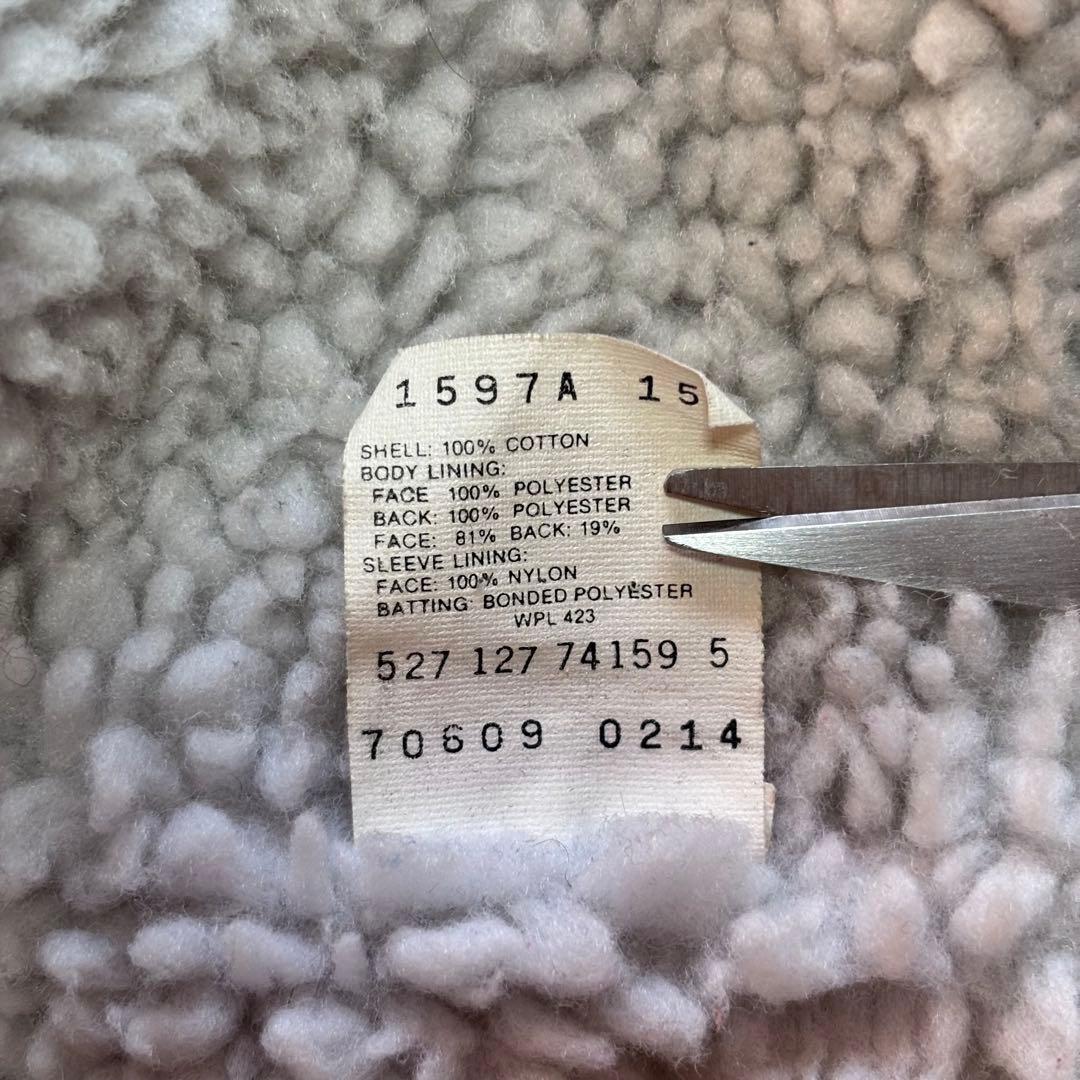 1597A 15
SHELL: 100% COTTON
BODY LINING:
FACE 100% POLYESTER
BACK: 100% POLYESTER
FACE: 81% BACK: 19%
SLEEVE LINING:
FACE: 100% NYLON
BATTING: BONDED POLYESTER
WPL 423
527 127 74159 5
70609 0214